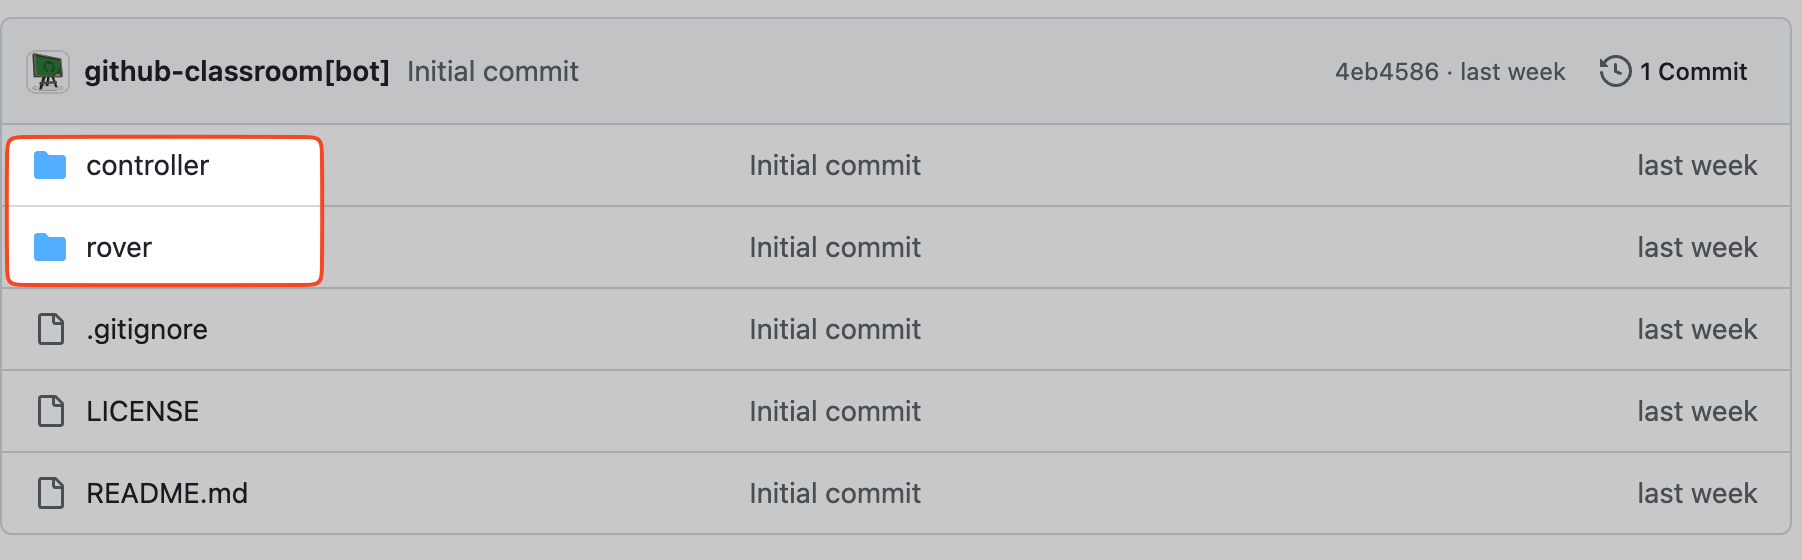 github-classroom[bot] Initial commit 4eb4586 · last week 1 Commit
controller Initial commit last week
rover Initial commit last week
.gitignore Initial commit last week
LICENSE Initial commit last week
README.md Initial commit last week